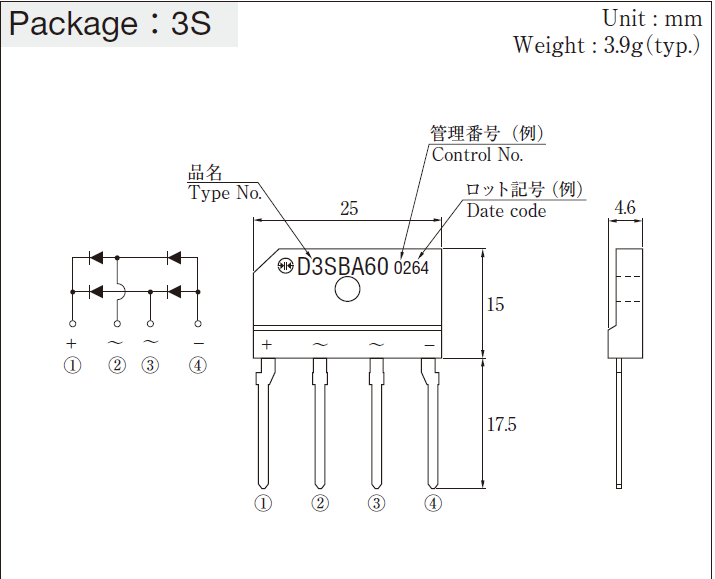 Package：3S
Unit : mm
Weight : 3.9g(typ.)
管理番号（例）
Control No.
品名
Type No.
ロット記号（例）
Date code
25
4.6
D3SBA60 0264
15
+ ～ ～ −
① ② ③ ④
+ ～ ～ −
17.5
① ② ③ ④